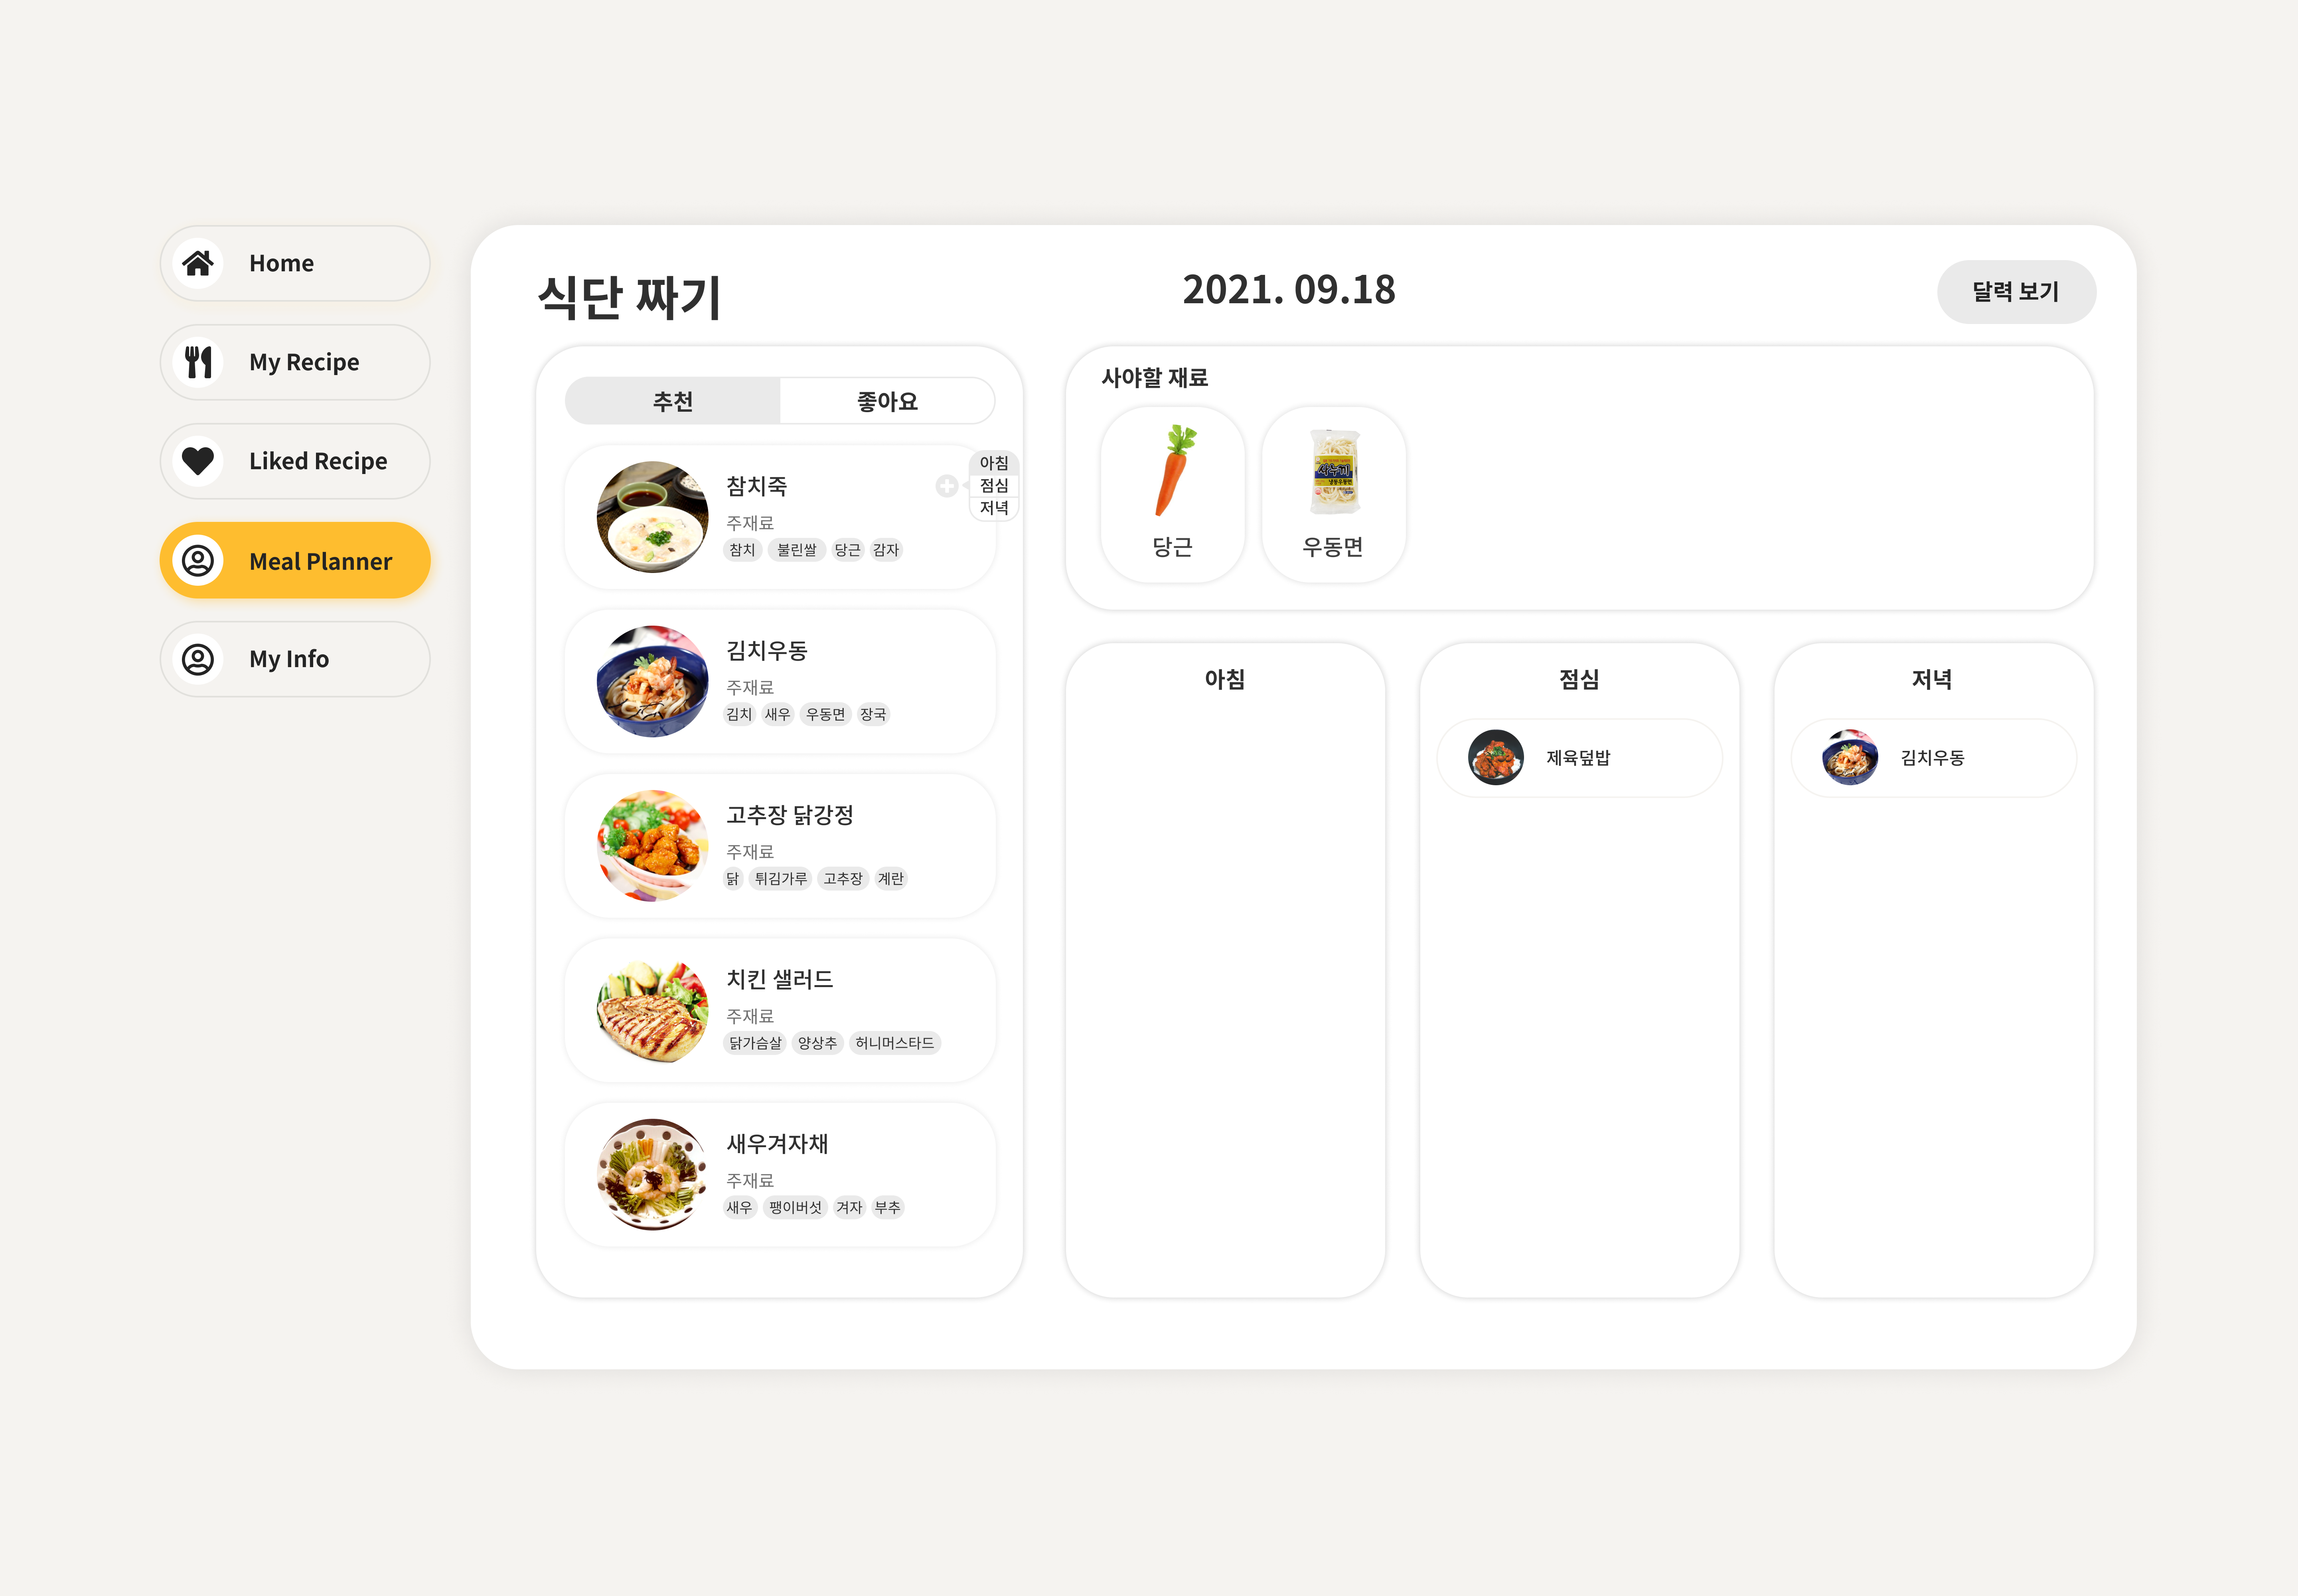 Home
My Recipe
Liked Recipe
Meal Planner
My Info
식단 짜기
2021. 09.18
달력 보기
추천 좋아요
참치죽
주재료
참치 불린쌀 당근 감자
아침
점심
저녁
김치우동
주재료
김치 새우 우동면 장국
고추장 닭강정
주재료
닭 튀김가루 고추장 계란
치킨 샐러드
주재료
닭가슴살 양상추 허니머스타드
새우겨자채
주재료
새우 팽이버섯 겨자 부추
사야할 재료
당근 우동면
아침
점심
제육덮밥
저녁
김치우동